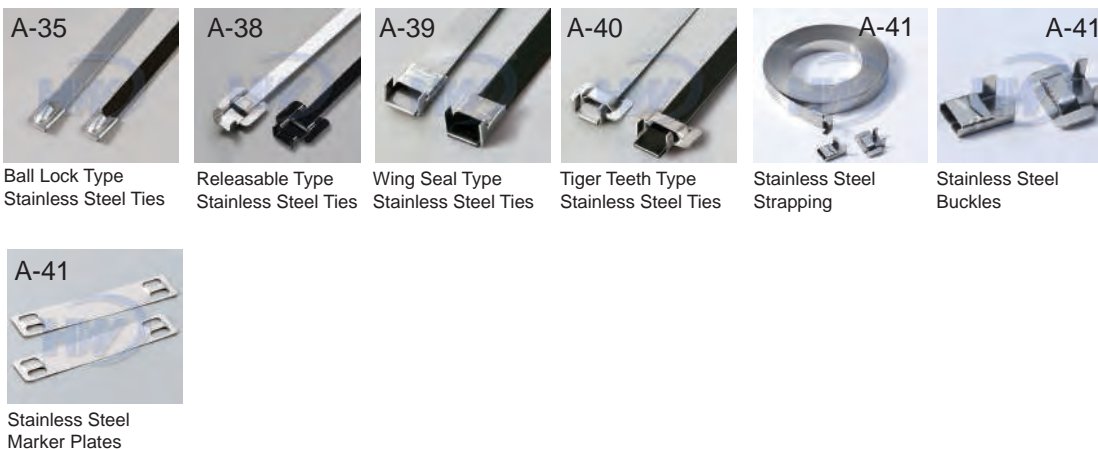 A-35
Ball Lock Type
Stainless Steel Ties
A-38
Releasable Type
Stainless Steel Ties
A-39
Wing Seal Type
Stainless Steel Ties
A-40
Tiger Teeth Type
Stainless Steel Ties
A-41
Stainless Steel
Strapping
A-41
Stainless Steel
Buckles
A-41
Stainless Steel
Marker Plates